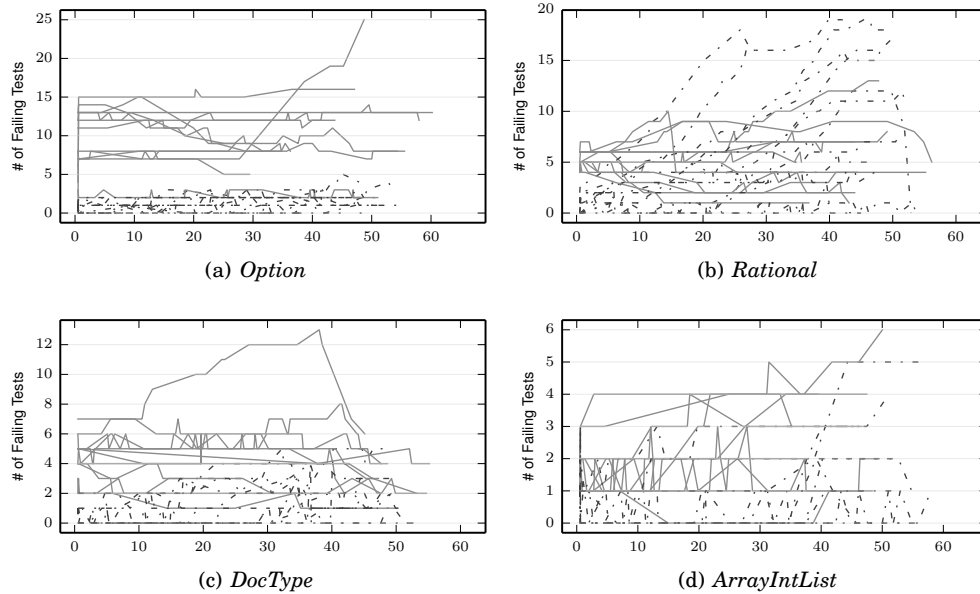 25
20
15
10
5
0
# of Failing Tests
0 10 20 30 40 50 60
(a) Option
20
15
10
5
0
# of Failing Tests
0 10 20 30 40 50 60
(b) Rational
12
10
8
6
4
2
0
# of Failing Tests
0 10 20 30 40 50 60
(c) DocType
6
5
4
3
2
1
0
# of Failing Tests
0 10 20 30 40 50 60
(d) ArrayIntList